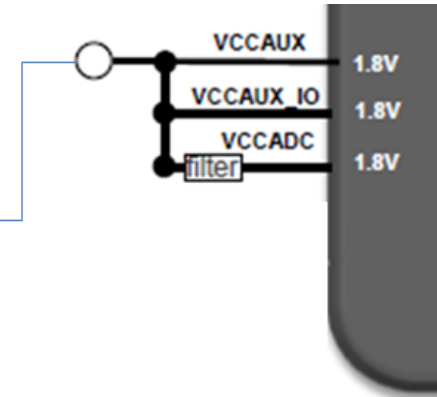 VCCAUX
1.8V
VCCAUX_IO
1.8V
VCCADC
1.8V
filter